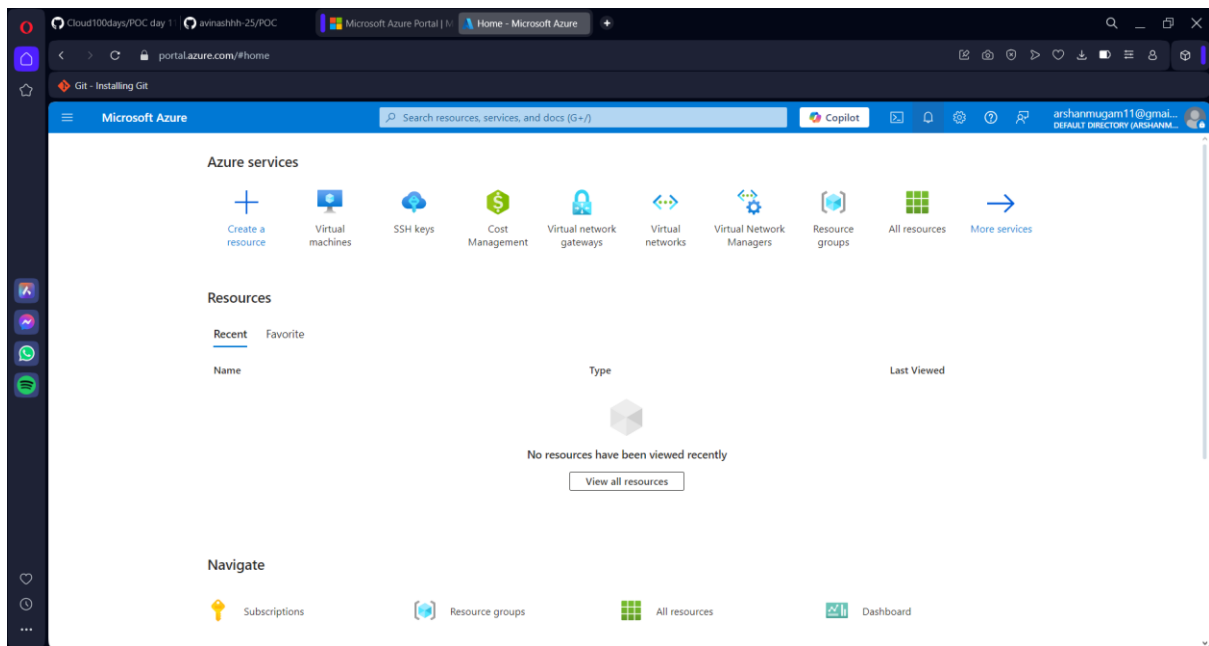 Cloud100days/POC day 1
avinashhh-25/POC
Microsoft Azure Portal | M
Home - Microsoft Azure
portal.azure.com/#home
Git - Installing Git
Microsoft Azure
Search resources, services, and docs (G+/)
Copilot
arshanmugam11@gmai...
DEFAULT DIRECTORY (ARSHANM...
Azure services
Create a
resource
Virtual
machines
SSH keys
Cost
Management
Virtual network
gateways
Virtual
networks
Virtual Network
Managers
Resource
groups
All resources
More services
Resources
Recent
Favorite
Name
Type
Last Viewed
No resources have been viewed recently
View all resources
Navigate
Subscriptions
Resource groups
All resources
Dashboard